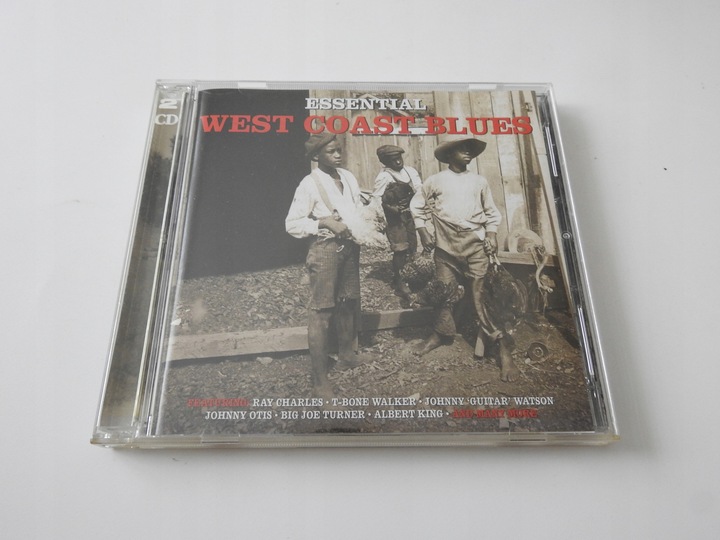 2
CD
ESSENTIAL
WEST COAST BLUES
FEATURING RAY CHARLES • T-BONE WALKER • JOHNNY 'GUITAR' WATSON
JOHNNY OTIS • BIG JOE TURNER • ALBERT KING • AND MANY MORE